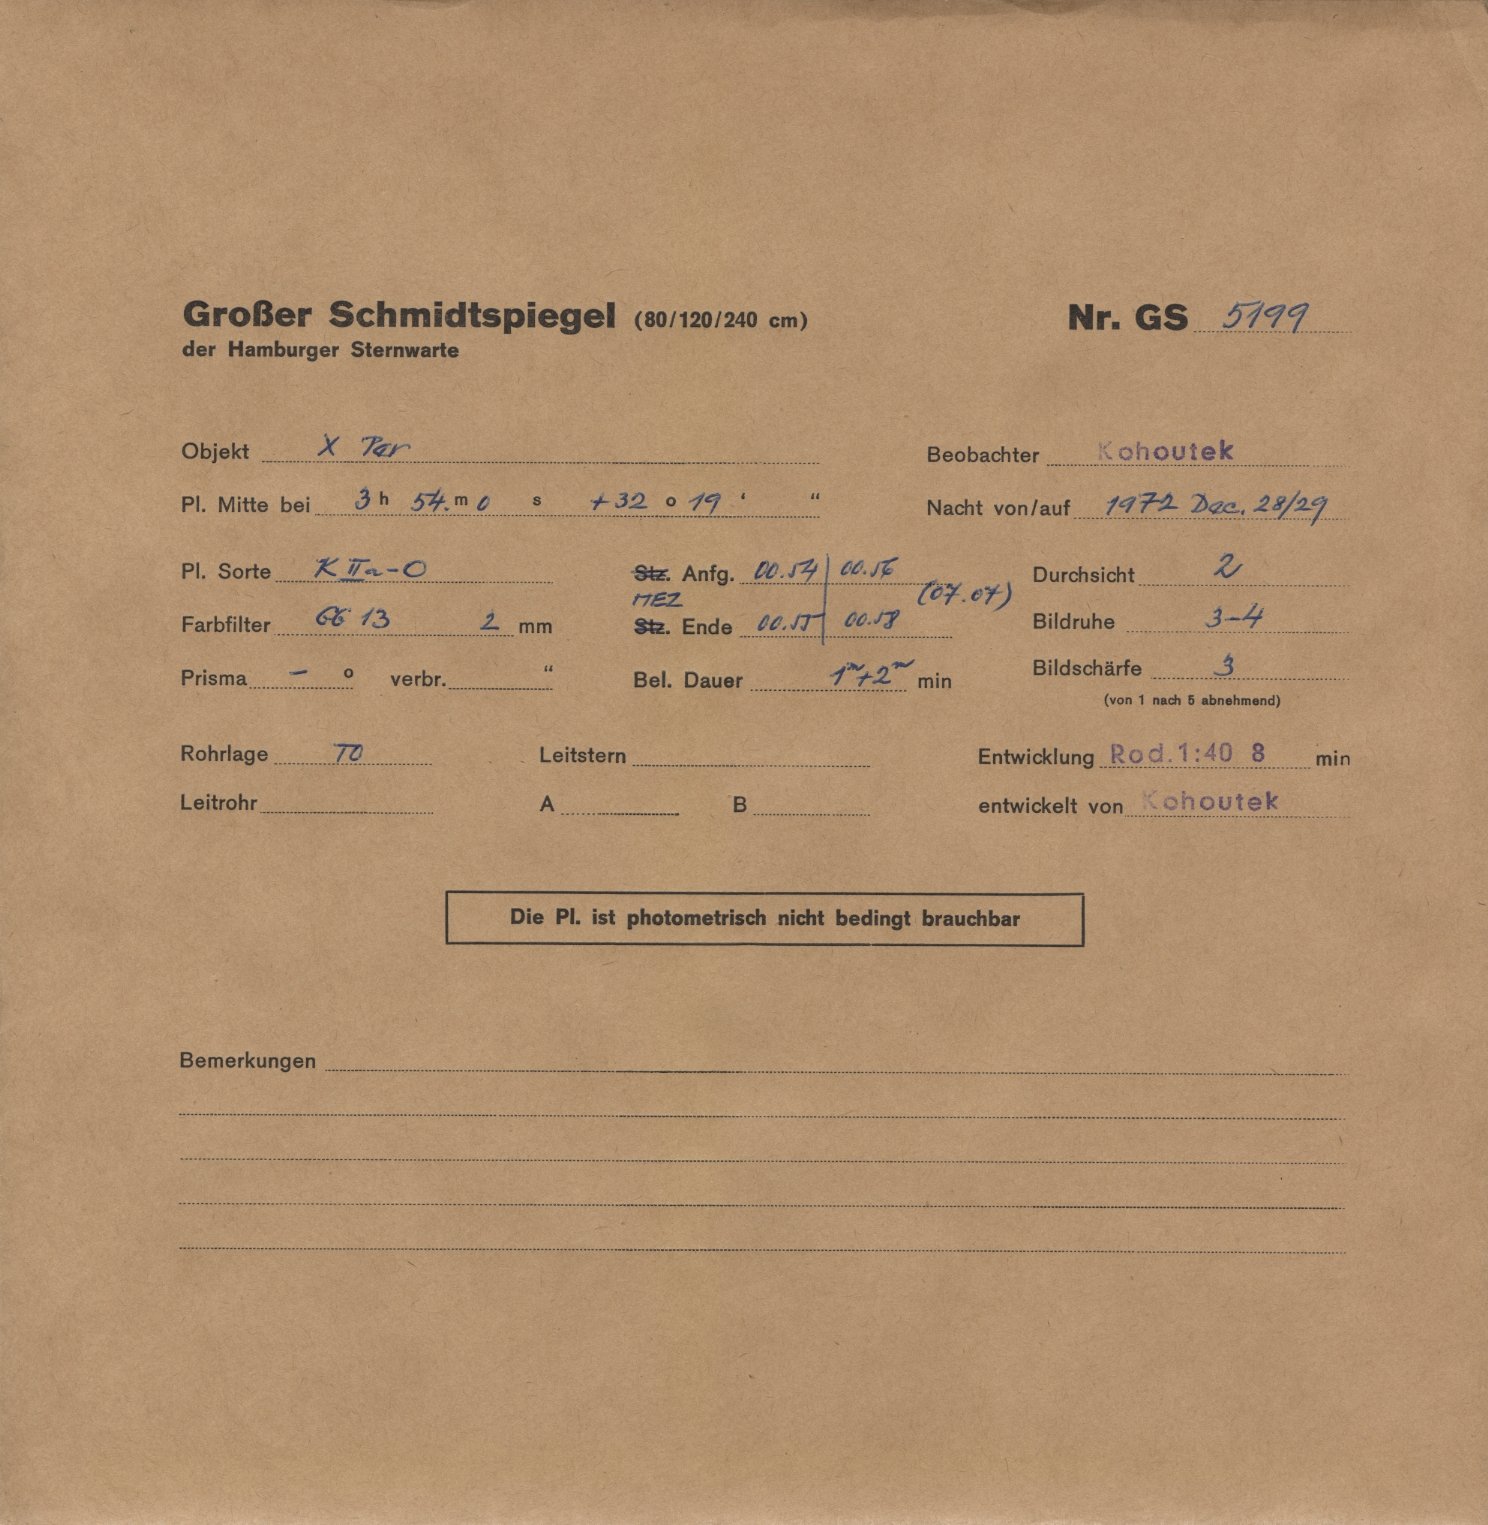 Großer Schmidtspiegel (80/120/240 cm) Nr. GS 5199
der Hamburger Sternwarte
Objekt X Per Beobachter Kohoutek
Pl. Mitte bei 3 h 54. m 0 s +32 o 19 ‘ “ Nacht von/auf 1972 Dec. 28/29
Pl. Sorte K IIa-O Stz. Anfg. 00.54 | 00.56 Durchsicht 2
MEZ (07.07)
Farbfilter GG 13 2 mm Stz. Ende 00.55 | 00.58 Bildruhe 3-4
Prisma – o verbr. “ Bel. Dauer 1m+2m min Bildschärfe 3
(von 1 nach 5 abnehmend)
Rohrlage TO Leitstern Entwicklung Rod. 1:40 8 min
Leitrohr A B entwickelt von Kohoutek
Die Pl. ist photometrisch nicht bedingt brauchbar
Bemerkungen